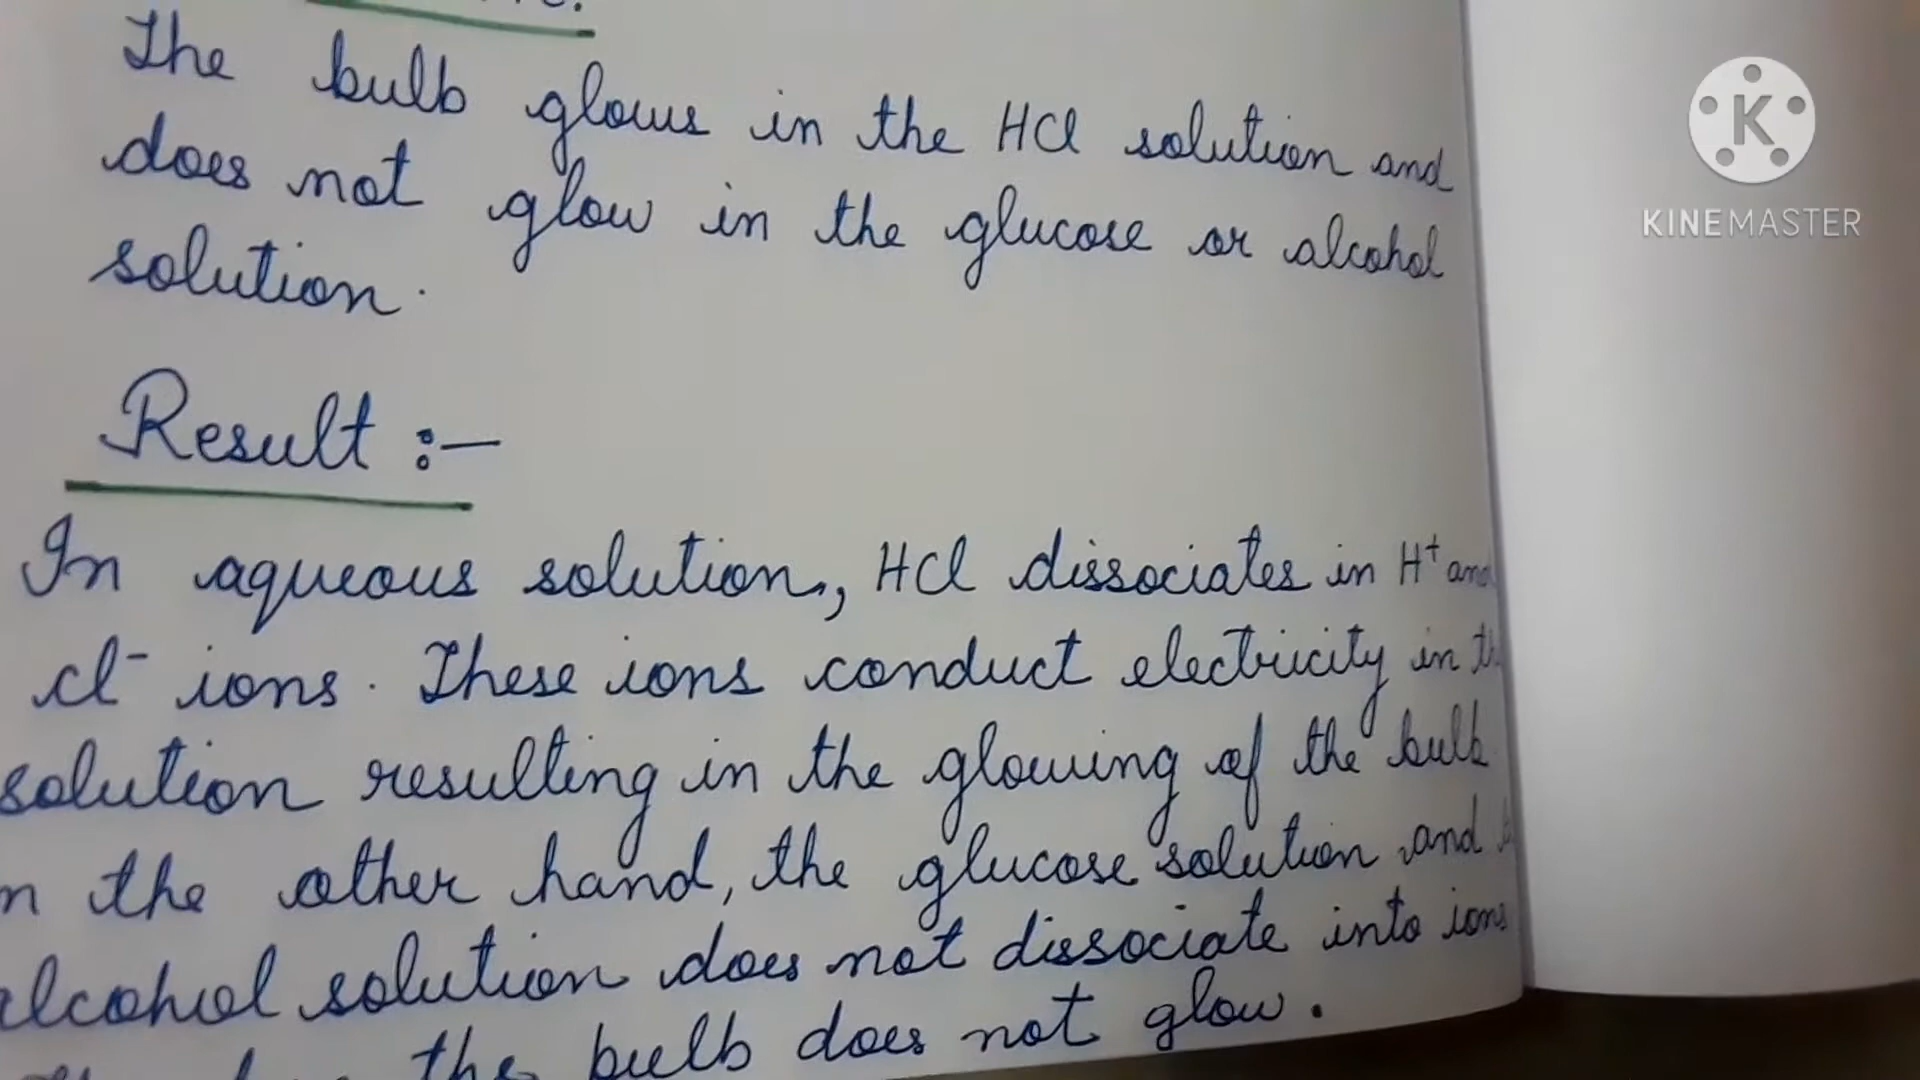 The bulb glows in the HCl solution and
does not glow in the glucose or alcohol
solution.
Result :-
In aqueous solution, HCl dissociates in H⁺ and
Cl⁻ ions. These ions conduct electricity in
solution resulting in the glowing of the bulb
the other hand, the glucose solution and
alcohol solution does not dissociate into ions
the bulb does not glow.
K
KINEMASTER